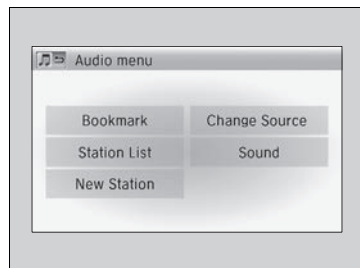 Audio menu
Bookmark
Change Source
Station List
Sound
New Station